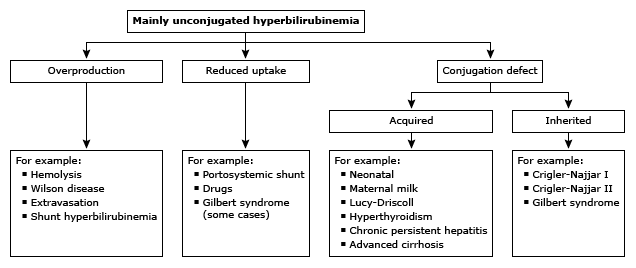 Mainly unconjugated hyperbilirubinemia
Overproduction
Reduced uptake
Conjugation defect
Acquired
Inherited
For example:
▪ Hemolysis
▪ Wilson disease
▪ Extravasation
▪ Shunt hyperbilirubinemia
For example:
▪ Portosystemic shunt
▪ Drugs
▪ Gilbert syndrome
(some cases)
For example:
▪ Neonatal
▪ Maternal milk
▪ Lucy-Driscoll
▪ Hyperthyroidism
▪ Chronic persistent hepatitis
▪ Advanced cirrhosis
For example:
▪ Crigler-Najjar I
▪ Crigler-Najjar II
▪ Gilbert syndrome